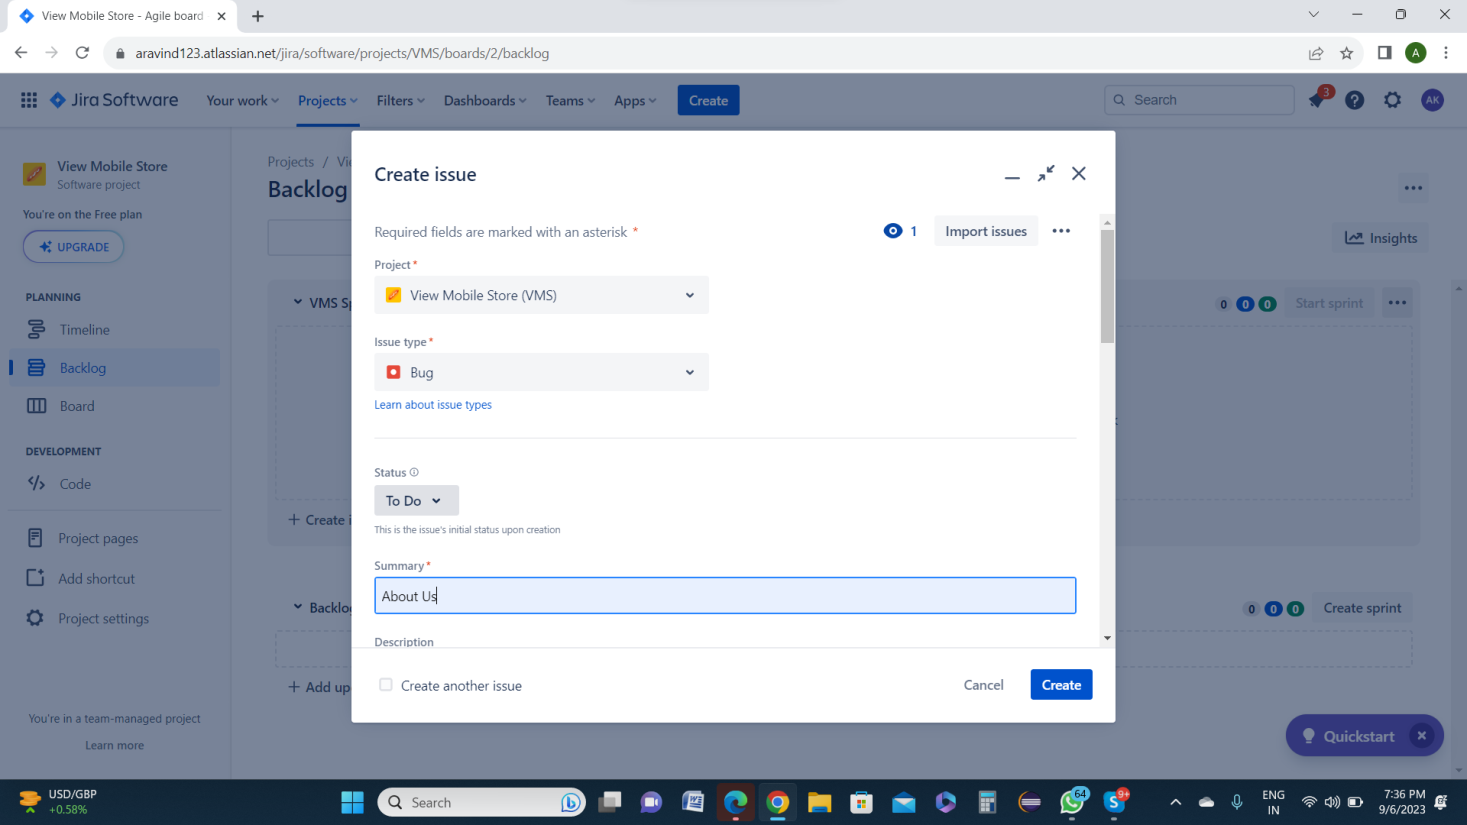 View Mobile Store - Agile board
aravind123.atlassian.net/jira/software/projects/VMS/boards/2/backlog
A
Jira Software
Your work
Projects
Filters
Dashboards
Teams
Apps
Create
Search
3
AK
View Mobile Store
Software project
You're on the Free plan
UPGRADE
PLANNING
Timeline
Backlog
Board
DEVELOPMENT
Code
Project pages
Add shortcut
Project settings
You're in a team-managed project
Learn more
Projects /
Backlog
Insights
VMS
0 0 0
Start sprint
+ Create
0 0 0
Create sprint
+ Add
Create issue
Required fields are marked with an asterisk *
1
Import issues
Project *
View Mobile Store (VMS)
Issue type *
Bug
Learn about issue types
Status
To Do
This is the issue's initial status upon creation
Summary *
About Us
Description
Create another issue
Cancel
Create
Quickstart
USD/GBP
+0.58%
Search
64
9+
ENG
IN
7:36 PM
9/6/2023